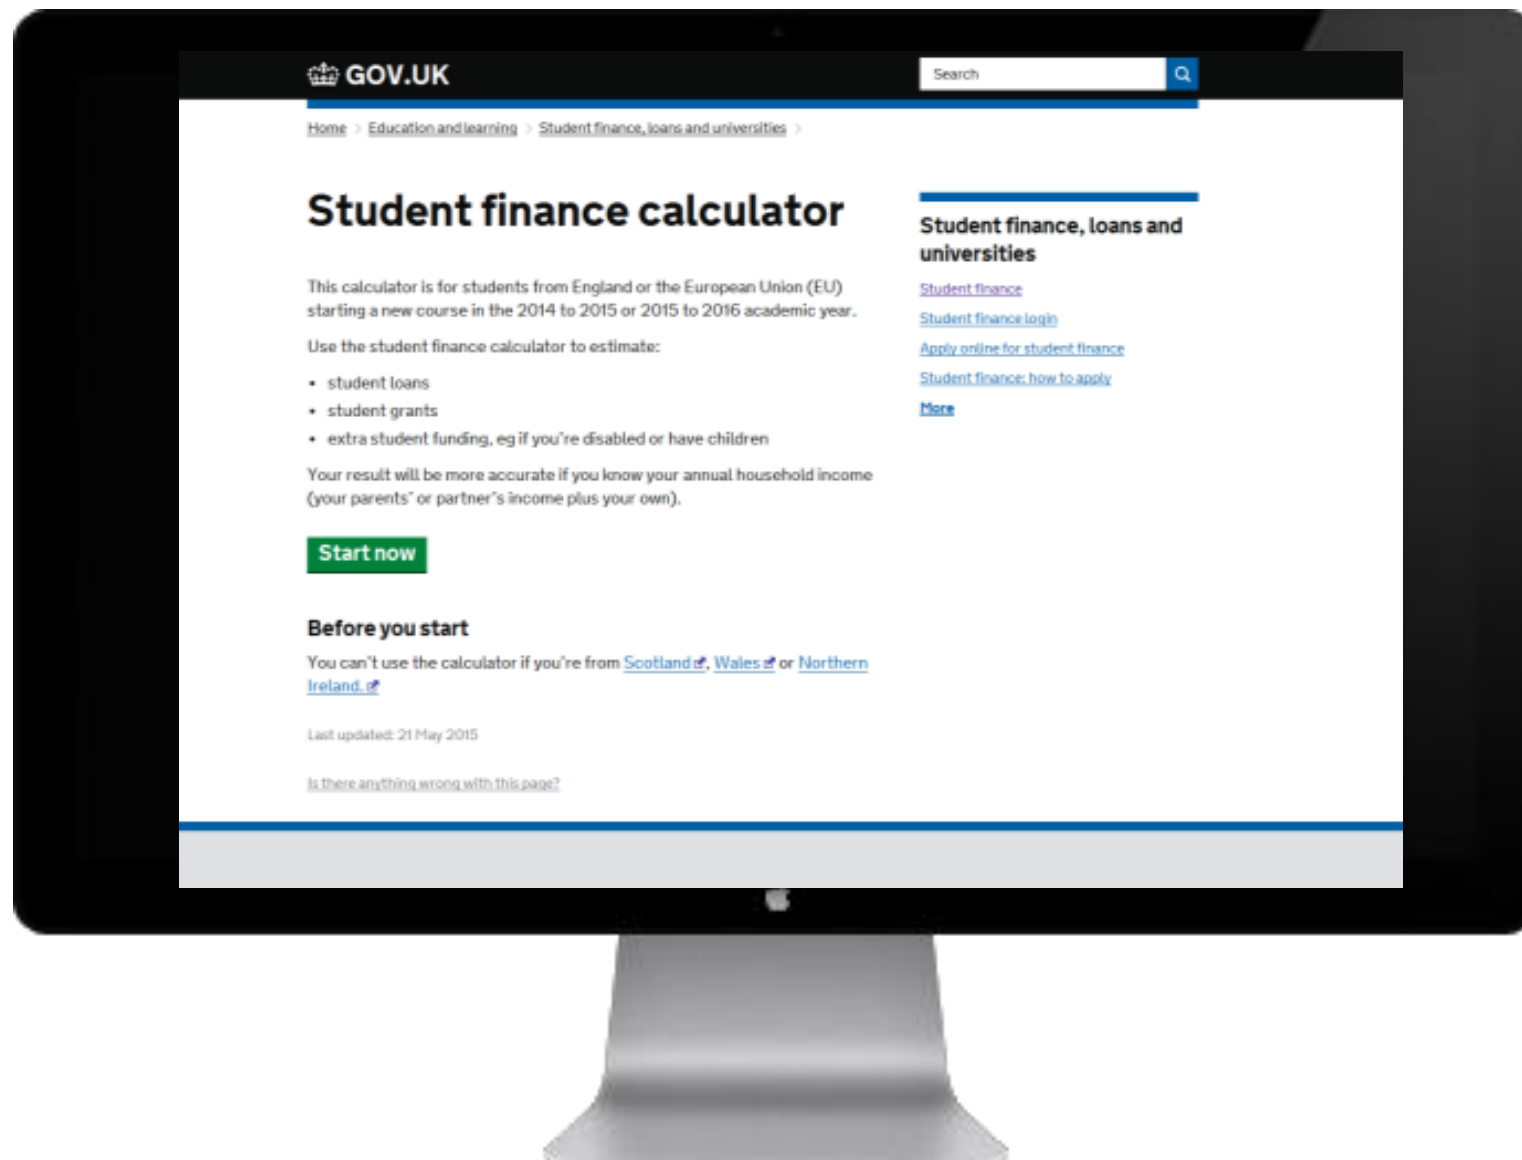 GOV.UK
Search
Home > Education and learning > Student finance, loans and universities >
Student finance calculator
This calculator is for students from England or the European Union (EU)
starting a new course in the 2014 to 2015 or 2015 to 2016 academic year.
Use the student finance calculator to estimate:
• student loans
• student grants
• extra student funding, eg if you're disabled or have children
Your result will be more accurate if you know your annual household income
(your parents' or partner's income plus your own).
Start now
Before you start
You can't use the calculator if you're from Scotland, Wales or Northern
Ireland.
Last updated: 21 May 2015
Is there anything wrong with this page?
Student finance, loans and
universities
Student finance
Student finance login
Apply online for student finance
Student finance: how to apply
More